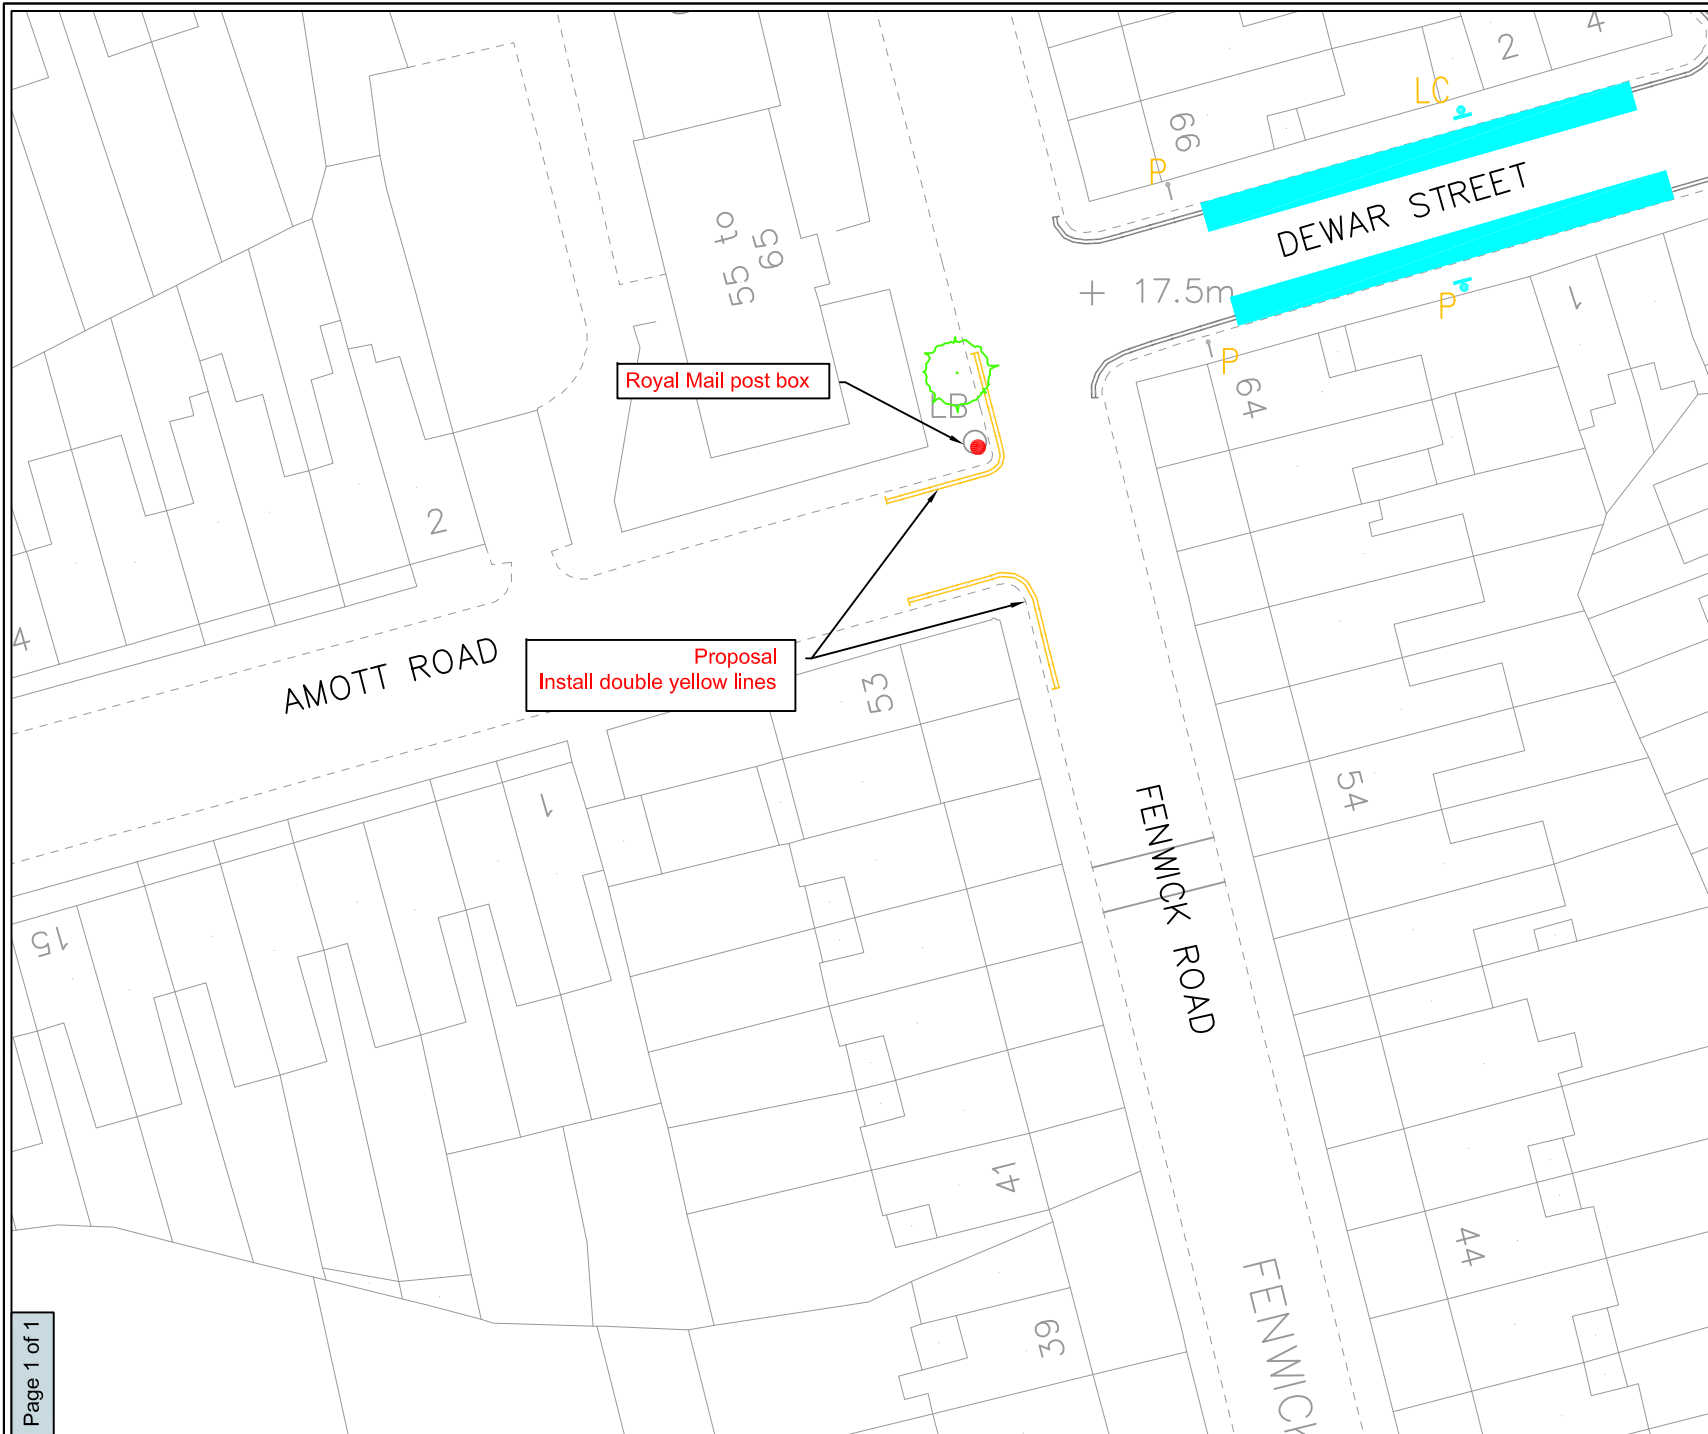 2
4
LC
66
P
DEWAR STREET
55 to
65
+ 17.5m
P
1
P
64
Royal Mail post box
LB
2
4
AMOTT ROAD
Proposal
Install double yellow lines
53
1
54
FENWICK ROAD
15
41
44
39
FENWICK
Page 1 of 1